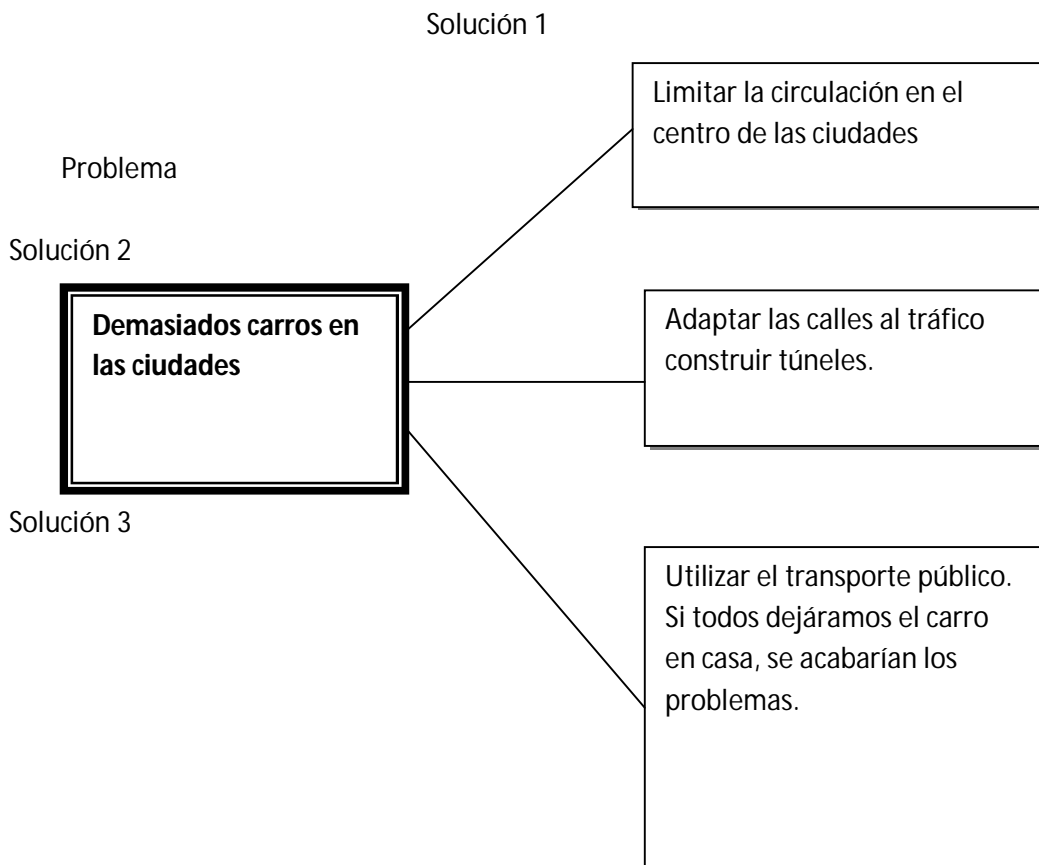 Solución 1
Limitar la circulación en el
centro de las ciudades
Problema
Solución 2
Demasiados carros en
las ciudades
Adaptar las calles al tráfico
construir túneles.
Solución 3
Utilizar el transporte público.
Si todos dejáramos el carro
en casa, se acabarían los
problemas.